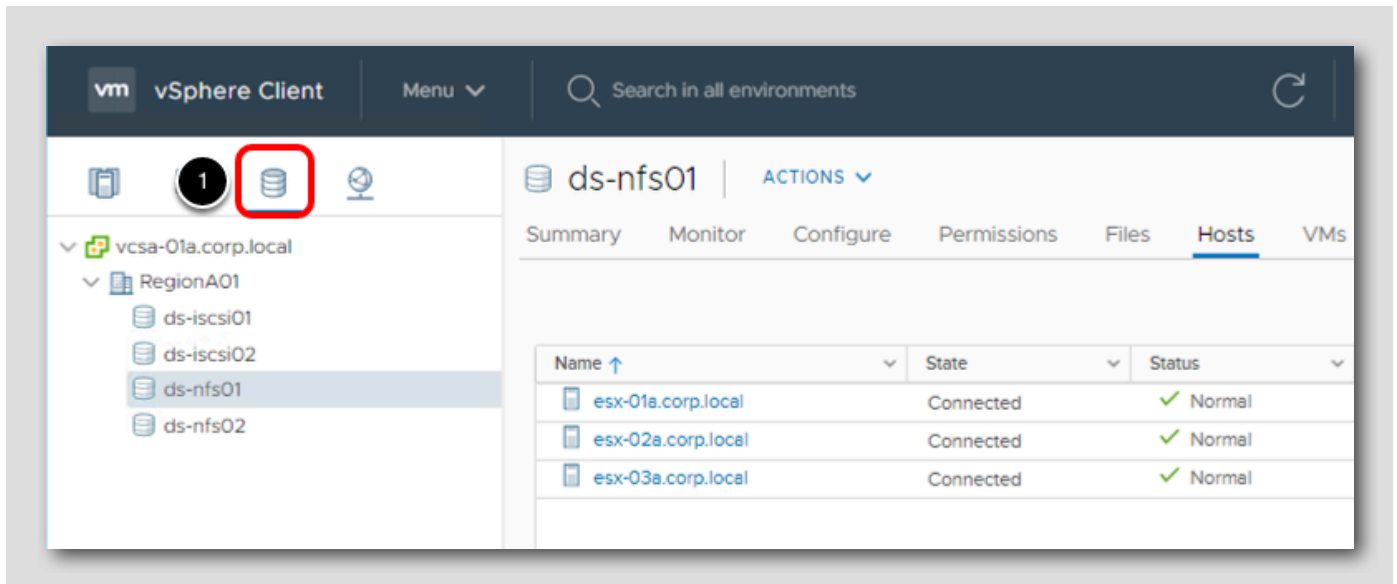 vm vSphere Client Menu Search in all environments
1
ds-nfs01 ACTIONS
Summary Monitor Configure Permissions Files Hosts VMs
vcsa-01a.corp.local
RegionA01
ds-iscsi01
ds-iscsi02
ds-nfs01
ds-nfs02
Name State Status
esx-01a.corp.local Connected Normal
esx-02a.corp.local Connected Normal
esx-03a.corp.local Connected Normal